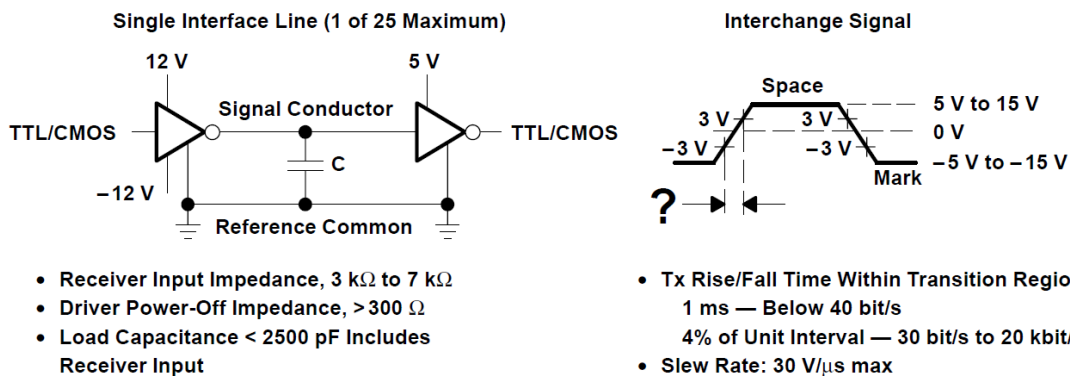 Single Interface Line (1 of 25 Maximum)
12 V
5 V
TTL/CMOS
Signal Conductor
TTL/CMOS
C
–12 V
Reference Common
• Receiver Input Impedance, 3 kΩ to 7 kΩ
• Driver Power-Off Impedance, >300 Ω
• Load Capacitance < 2500 pF Includes
Receiver Input
Interchange Signal
Space
5 V to 15 V
3 V
3 V
0 V
–3 V
–3 V
–5 V to –15 V
Mark
?
• Tx Rise/Fall Time Within Transition Regio
1 ms — Below 40 bit/s
4% of Unit Interval — 30 bit/s to 20 kbit/
• Slew Rate: 30 V/μs max